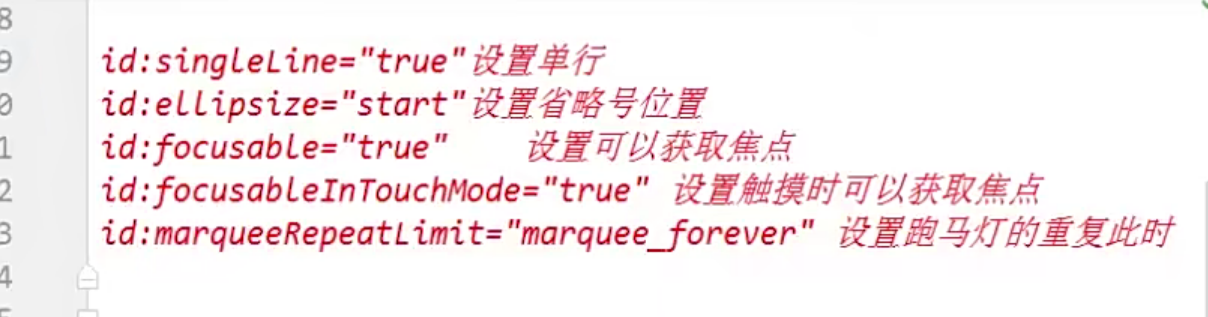 8
9
id:singleLine="true"设置单行
0
id:ellipsize="start"设置省略号位置
1
id:focusable="true" 设置可以获取焦点
2
id:focusableInTouchMode="true" 设置触摸时可以获取焦点
3
id:marqueeRepeatLimit="marquee_forever" 设置跑马灯的重复此时
4